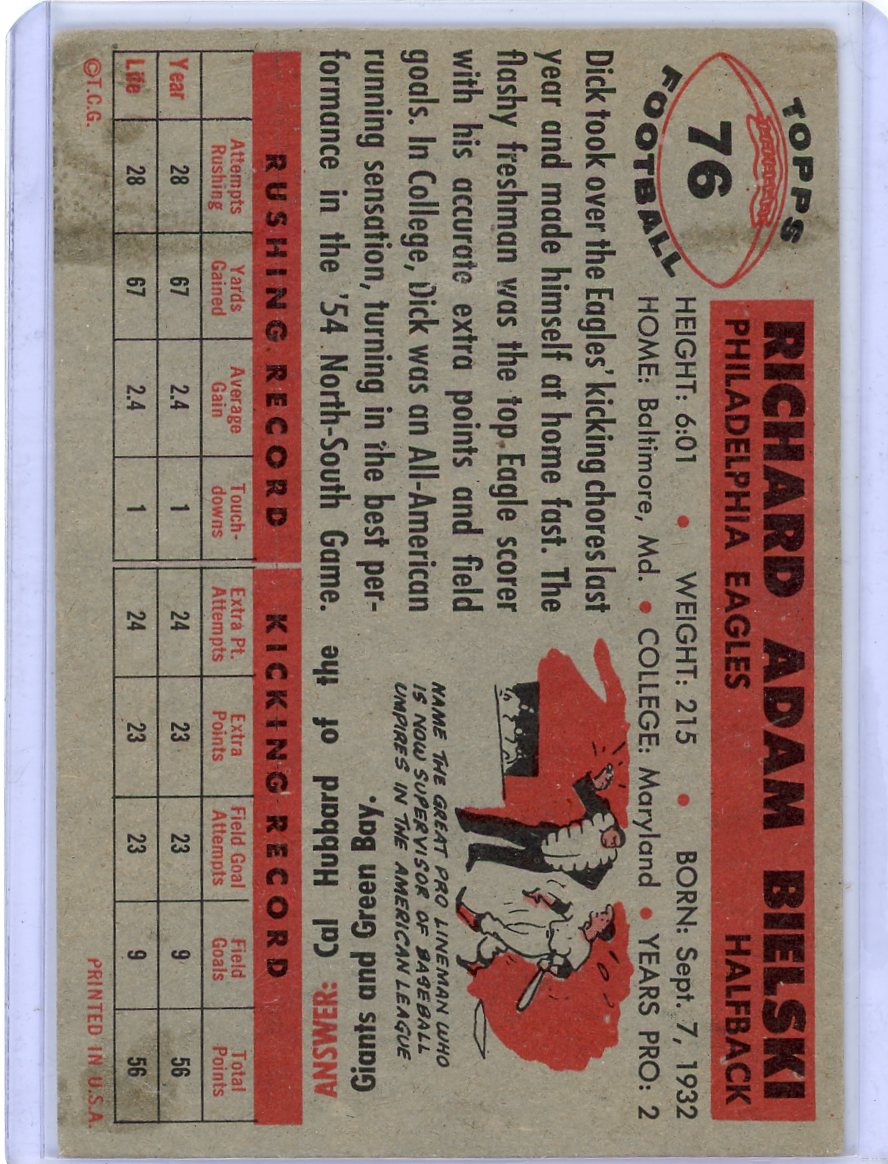 TOPPS
76
FOOTBALL
RICHARD ADAM BIELSKI
PHILADELPHIA EAGLES HALFBACK
HEIGHT: 6:01 • WEIGHT: 215 • BORN: Sept. 7, 1932
HOME: Baltimore, Md. • COLLEGE: Maryland • YEARS PRO: 2
Dick took over the Eagles' kicking chores last
year and made himself at home fast. The
flashy freshman was the top Eagle scorer
with his accurate extra points and field
goals. In College, Dick was an All-American
running sensation, turning in the best per-
formance in the '54 North-South Game.
NAME THE GREAT PRO LINEMAN WHO
IS NOW SUPERVISOR OF BASEBALL
UMPIRES IN THE AMERICAN LEAGUE
ANSWER: Cal Hubbard of the
Giants and Green Bay.
RUSHING RECORD KICKING RECORD
Attempts Rushing Yards Gained Average Gain Touch-downs Extra Pt. Attempts Extra Points Field Goal Attempts Field Goals Total Points
Year 28 67 2.4 1 24 23 23 9 56
Life 28 67 2.4 1 24 23 23 9 56
©T.C.G. PRINTED IN U.S.A.